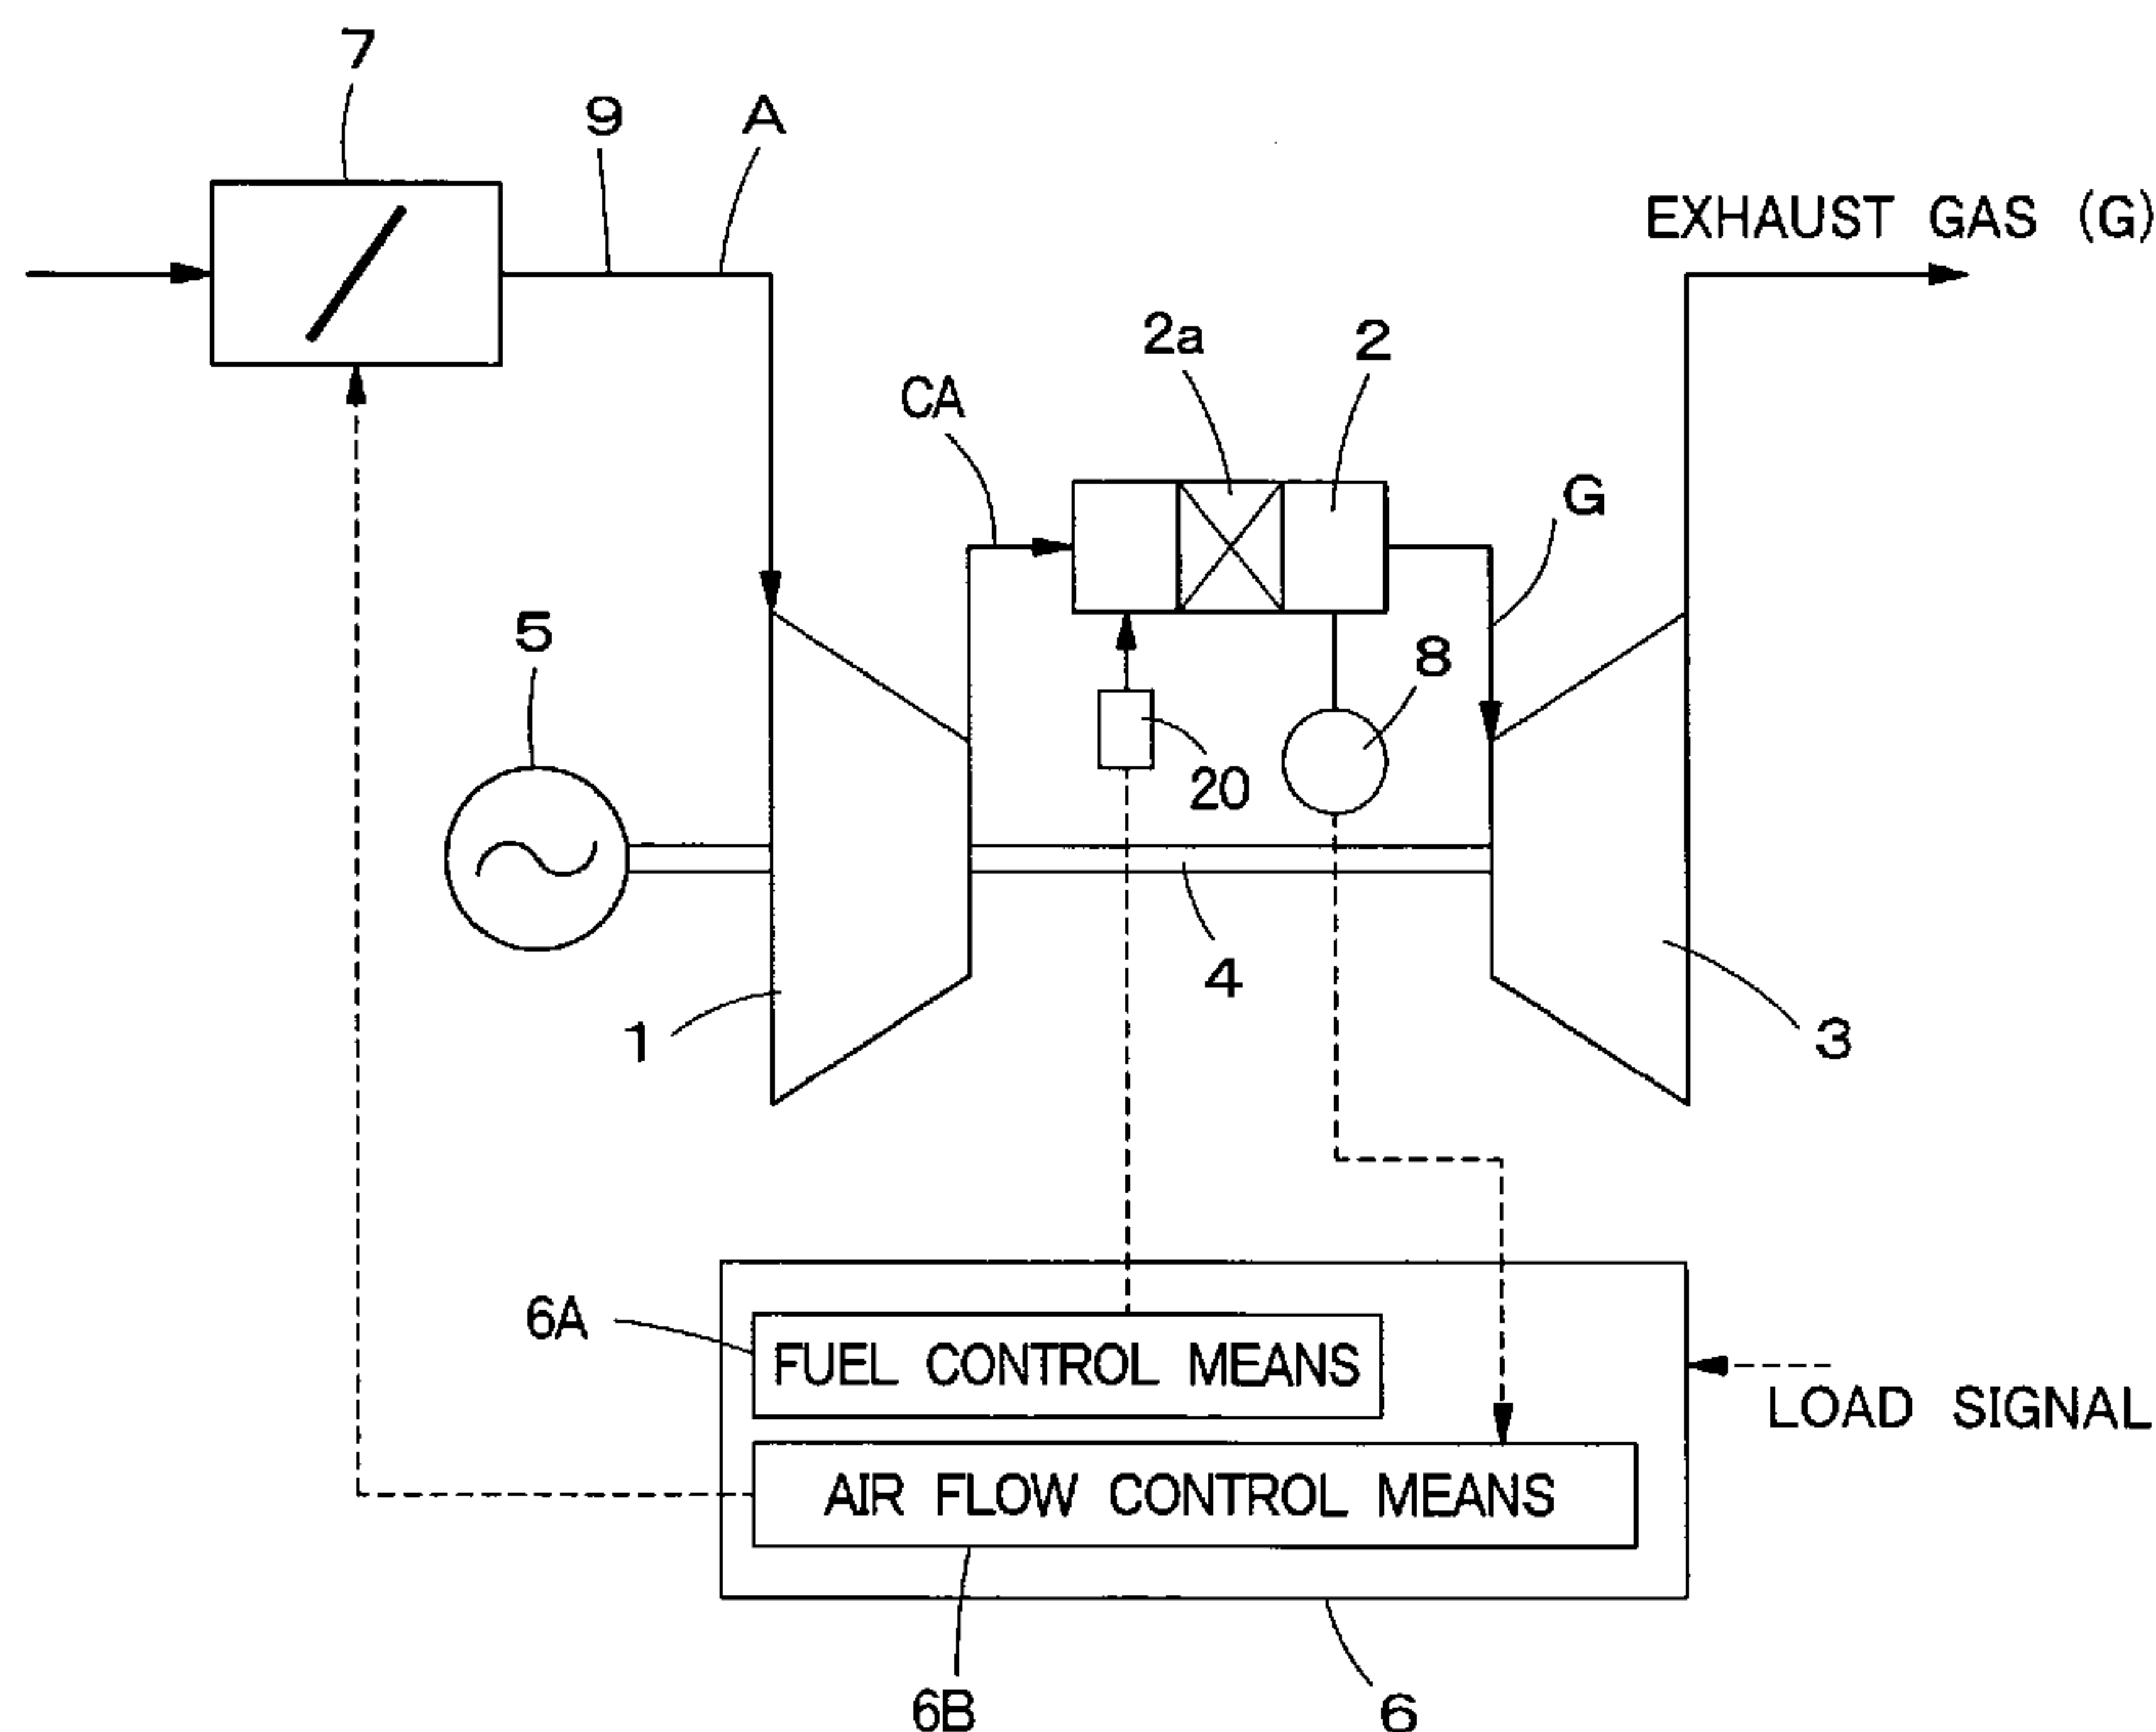 7
9
A
EXHAUST GAS (G)
2a
2
CA
G
5
8
20
4
1
3
6A
FUEL CONTROL MEANS
LOAD SIGNAL
AIR FLOW CONTROL MEANS
6B
6